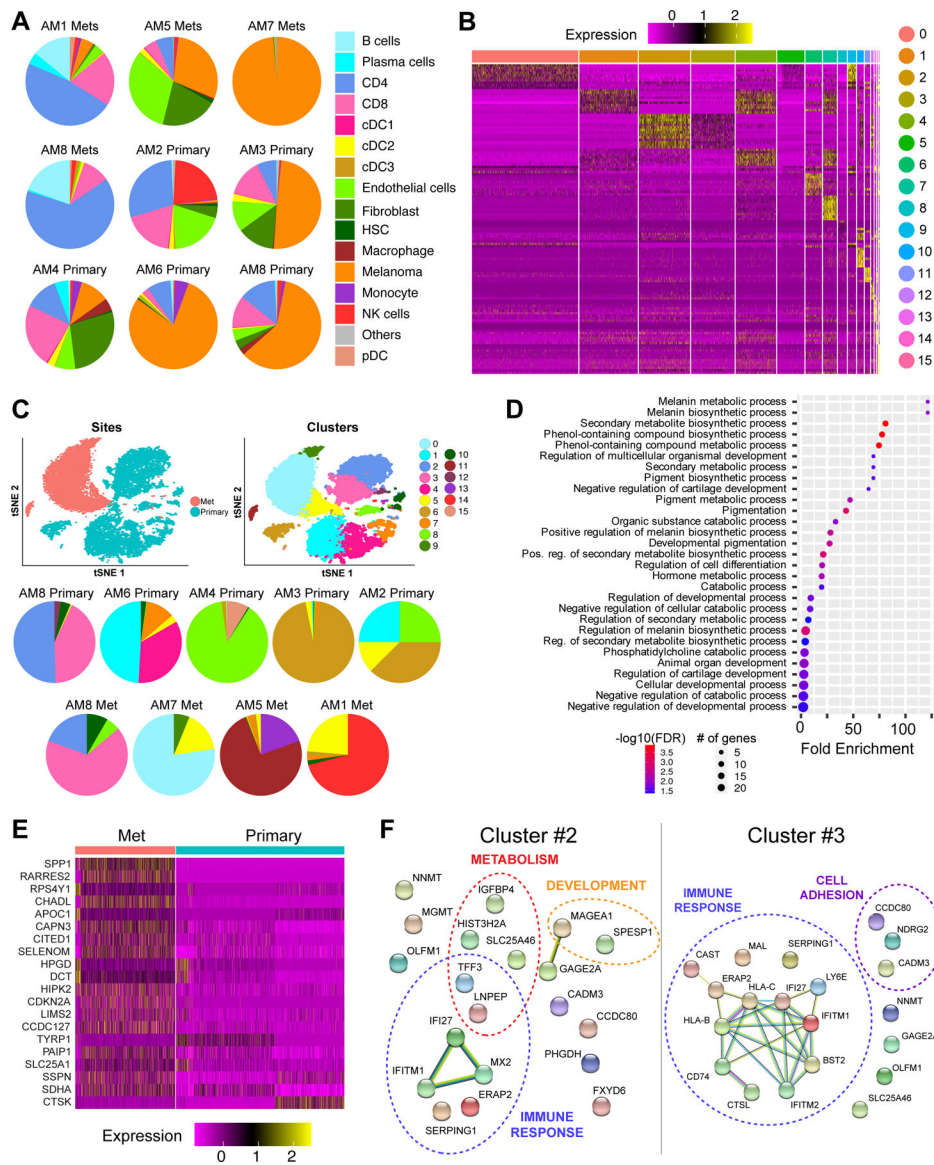 A
AM1 Mets
AM5 Mets
AM7 Mets
AM8 Mets
AM2 Primary
AM3 Primary
AM4 Primary
AM6 Primary
AM8 Primary
B cells
Plasma cells
CD4
CD8
cDC1
cDC2
cDC3
Endothelial cells
Fibroblast
HSC
Macrophage
Melanoma
Monocyte
NK cells
Others
pDC
B
Expression
0 1 2
0
1
2
3
4
5
6
7
8
9
10
11
12
13
14
15
C
Sites
tSNE 2
tSNE 1
Met
Primary
Clusters
tSNE 2
tSNE 1
0
1
2
3
4
5
6
7
8
9
10
11
12
13
14
15
AM8 Primary
AM6 Primary
AM4 Primary
AM3 Primary
AM2 Primary
AM8 Met
AM7 Met
AM5 Met
AM1 Met
D
Melanin metabolic process
Melanin biosynthetic process
Secondary metabolite biosynthetic process
Phenol-containing compound biosynthetic process
Phenol-containing compound metabolic process
Regulation of multicellular organismal development
Secondary metabolic process
Pigment biosynthetic process
Negative regulation of cartilage development
Pigment metabolic process
Pigmentation
Organic substance catabolic process
Positive regulation of melanin biosynthetic process
Developmental pigmentation
Pos. reg. of secondary metabolite biosynthetic process
Regulation of cell differentiation
Hormone metabolic process
Catabolic process
Regulation of developmental process
Negative regulation of cellular catabolic process
Regulation of secondary metabolic process
Regulation of melanin biosynthetic process
Reg. of secondary metabolite biosynthetic process
Phosphatidylcholine catabolic process
Animal organ development
Regulation of cartilage development
Cellular developmental process
Negative regulation of catabolic process
Negative regulation of developmental process
0 25 50 75 100 125
Fold Enrichment
-log10(FDR)
3.5
3.0
2.5
2.0
1.5
# of genes
5
10
15
20
E
Met
Primary
SPP1
RARRES2
RPS4Y1
CHADL
APOC1
CAPN3
CITED1
SELENOM
HPGD
DCT
HIPK2
CDKN2A
LIMS2
CCDC127
TYRP1
PAIP1
SLC25A1
SSPN
SDHA
CTSK
Expression
0 1 2
F
Cluster #2
METABOLISM
DEVELOPMENT
NNMT
IGFBP4
MGMT
MAGEA1
HIST3H2A
SPESP1
OLFM1
SLC25A46
TFF3
GAGE2A
LNPEP
CADM3
IFI27
CCDC80
IFITM1
MX2
PHGDH
ERAP2
FXYD6
SERPING1
IMMUNE
RESPONSE
Cluster #3
IMMUNE
RESPONSE
CELL
ADHESION
CCDC80
NDRG2
CADM3
CAST
MAL
SERPING1
ERAP2
HLA-C
IFI27
LY6E
HLA-B
IFITM1
NNMT
GAGE2A
BST2
CD74
OLFM1
CTSL
IFITM2
SLC25A46